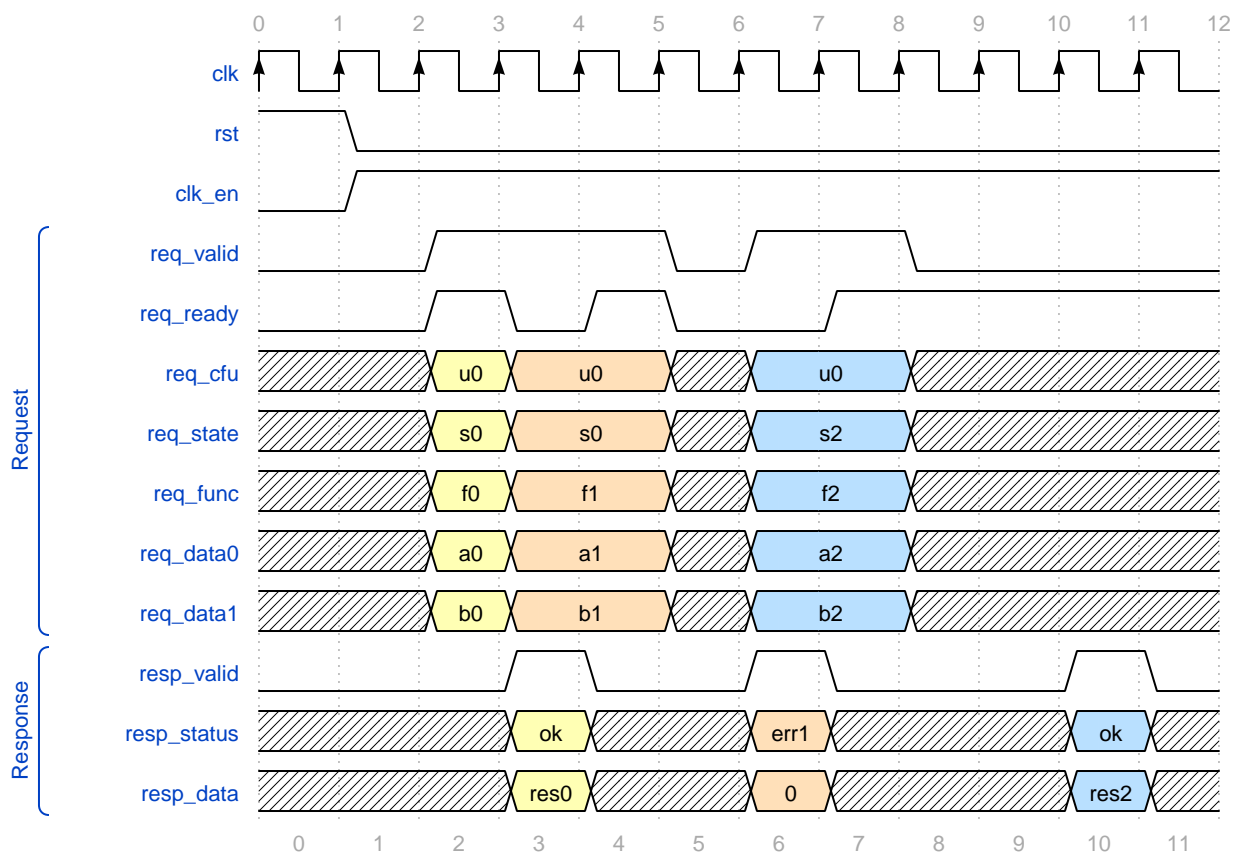 0 1 2 3 4 5 6 7 8 9 10 11 12
clk
rst
clk_en
Request
req_valid
req_ready
req_cfu u0 u0 u0
req_state s0 s0 s2
req_func f0 f1 f2
req_data0 a0 a1 a2
req_data1 b0 b1 b2
Response
resp_valid
resp_status ok err1 ok
resp_data res0 0 res2
0 1 2 3 4 5 6 7 8 9 10 11